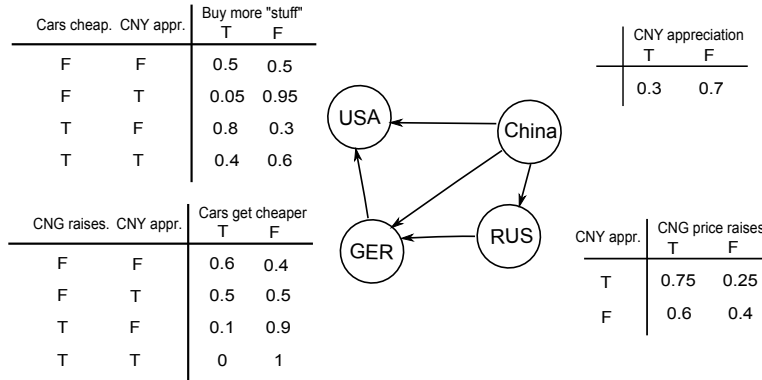 Cars cheap. CNY appr. Buy more "stuff"
T F
F F 0.5 0.5
F T 0.05 0.95
T F 0.8 0.3
T T 0.4 0.6
CNY appreciation
T F
0.3 0.7
USA
China
GER
RUS
CNG raises. CNY appr. Cars get cheaper
T F
F F 0.6 0.4
F T 0.5 0.5
T F 0.1 0.9
T T 0 1
CNY appr. CNG price raises
T F
T 0.75 0.25
F 0.6 0.4